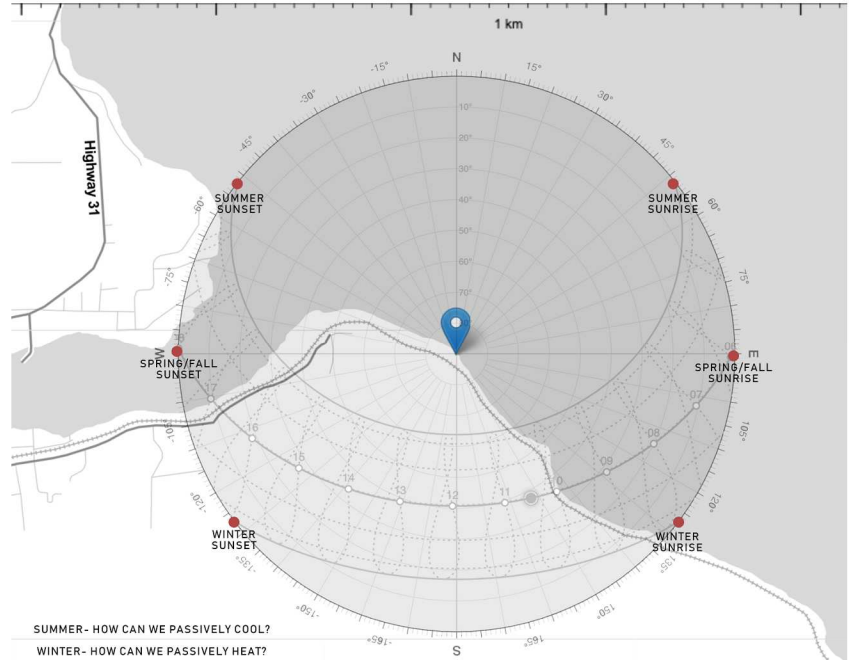 1 km
N
-15°
15°
-30°
30°
-45°
45°
10°
20°
30°
40°
50°
60°
70°
Highway 31
SUMMER
SUNSET
SUMMER
SUNRISE
-60°
60°
-75°
75°
W
E
SPRING/FALL
SUNSET
SPRING/FALL
SUNRISE
17
16
15
14
13
12
11
10
09
08
07
-105°
105°
-120°
120°
WINTER
SUNSET
WINTER
SUNRISE
-135°
135°
-150°
150°
-165°
165°
S
SUMMER- HOW CAN WE PASSIVELY COOL?
WINTER- HOW CAN WE PASSIVELY HEAT?